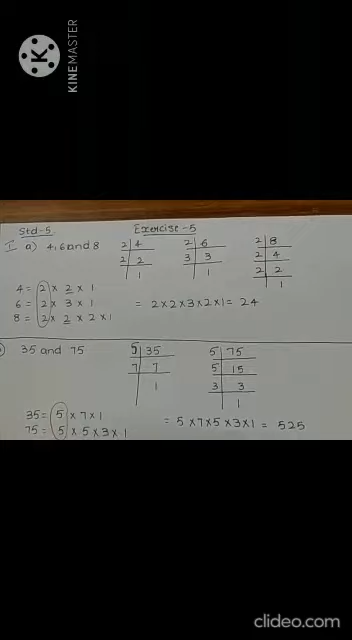 KINEMASTER
Std-5 Exercise-5
I a) 4, 6 and 8
2 | 4
2 | 2
1
2 | 6
3 | 3
1
2 | 8
2 | 4
2 | 2
1
4 = 2 × 2 × 1
6 = 2 × 3 × 1
8 = 2 × 2 × 2 × 1
= 2×2×3×2×1 = 24
35 and 75
5 | 35
7 | 7
1
5 | 75
5 | 15
3 | 3
1
35 = 5 × 7 × 1
75 = 5 × 5 × 3 × 1
= 5 × 7 × 5 × 3 × 1 = 525
clideo.com